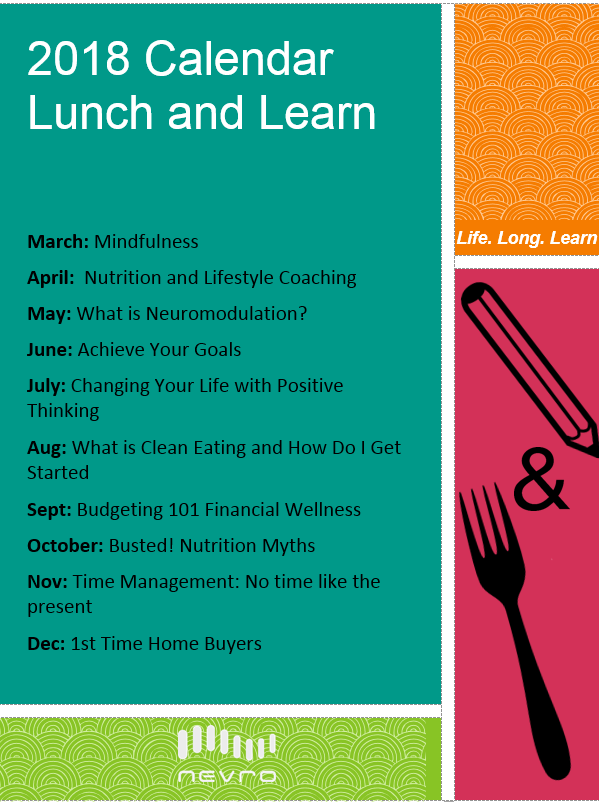 2018 Calendar
Lunch and Learn
March: Mindfulness
April:  Nutrition and Lifestyle Coaching
May: What is Neuromodulation?
June: Achieve Your Goals
July: Changing Your Life with Positive
Thinking
Aug: What is Clean Eating and How Do I Get
Started
Sept: Budgeting 101 Financial Wellness
October: Busted! Nutrition Myths
Nov: Time Management: No time like the
present
Dec: 1st Time Home Buyers
Life. Long. Learn
&
nevro